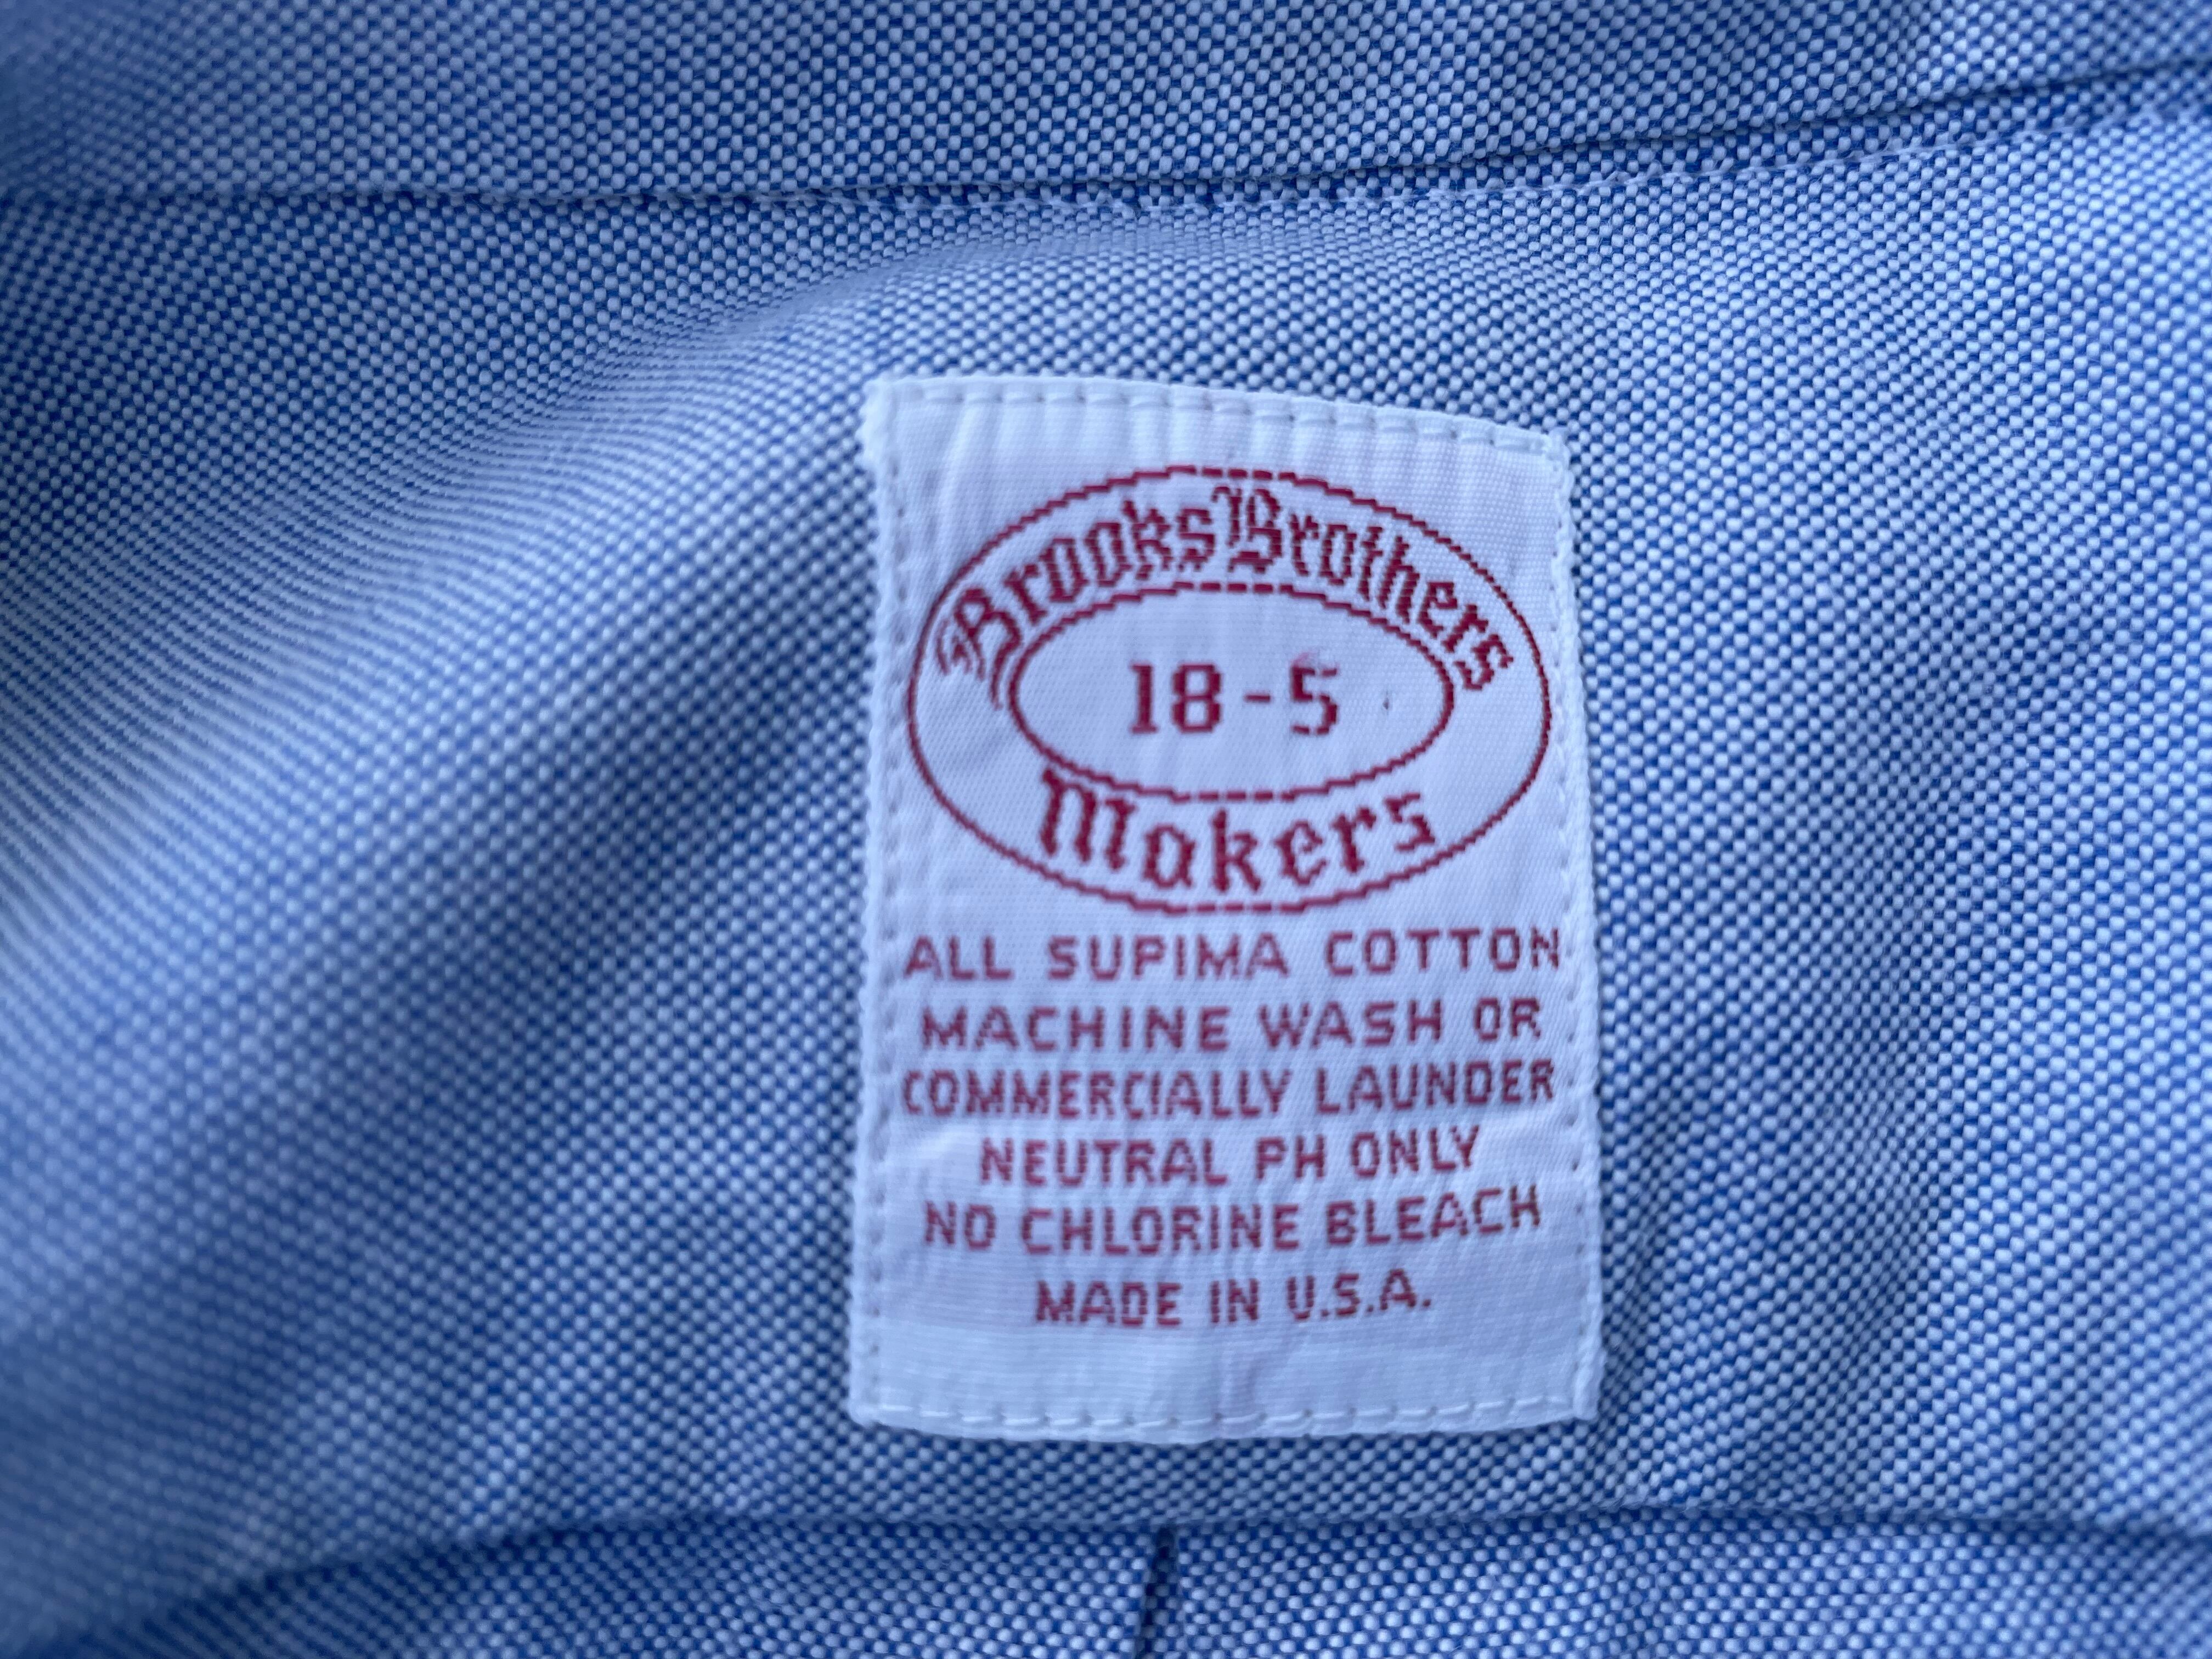 Brooks Brothers
18-5
Makers
ALL SUPIMA COTTON
MACHINE WASH OR
COMMERCIALLY LAUNDER
NEUTRAL PH ONLY
NO CHLORINE BLEACH
MADE IN U.S.A.